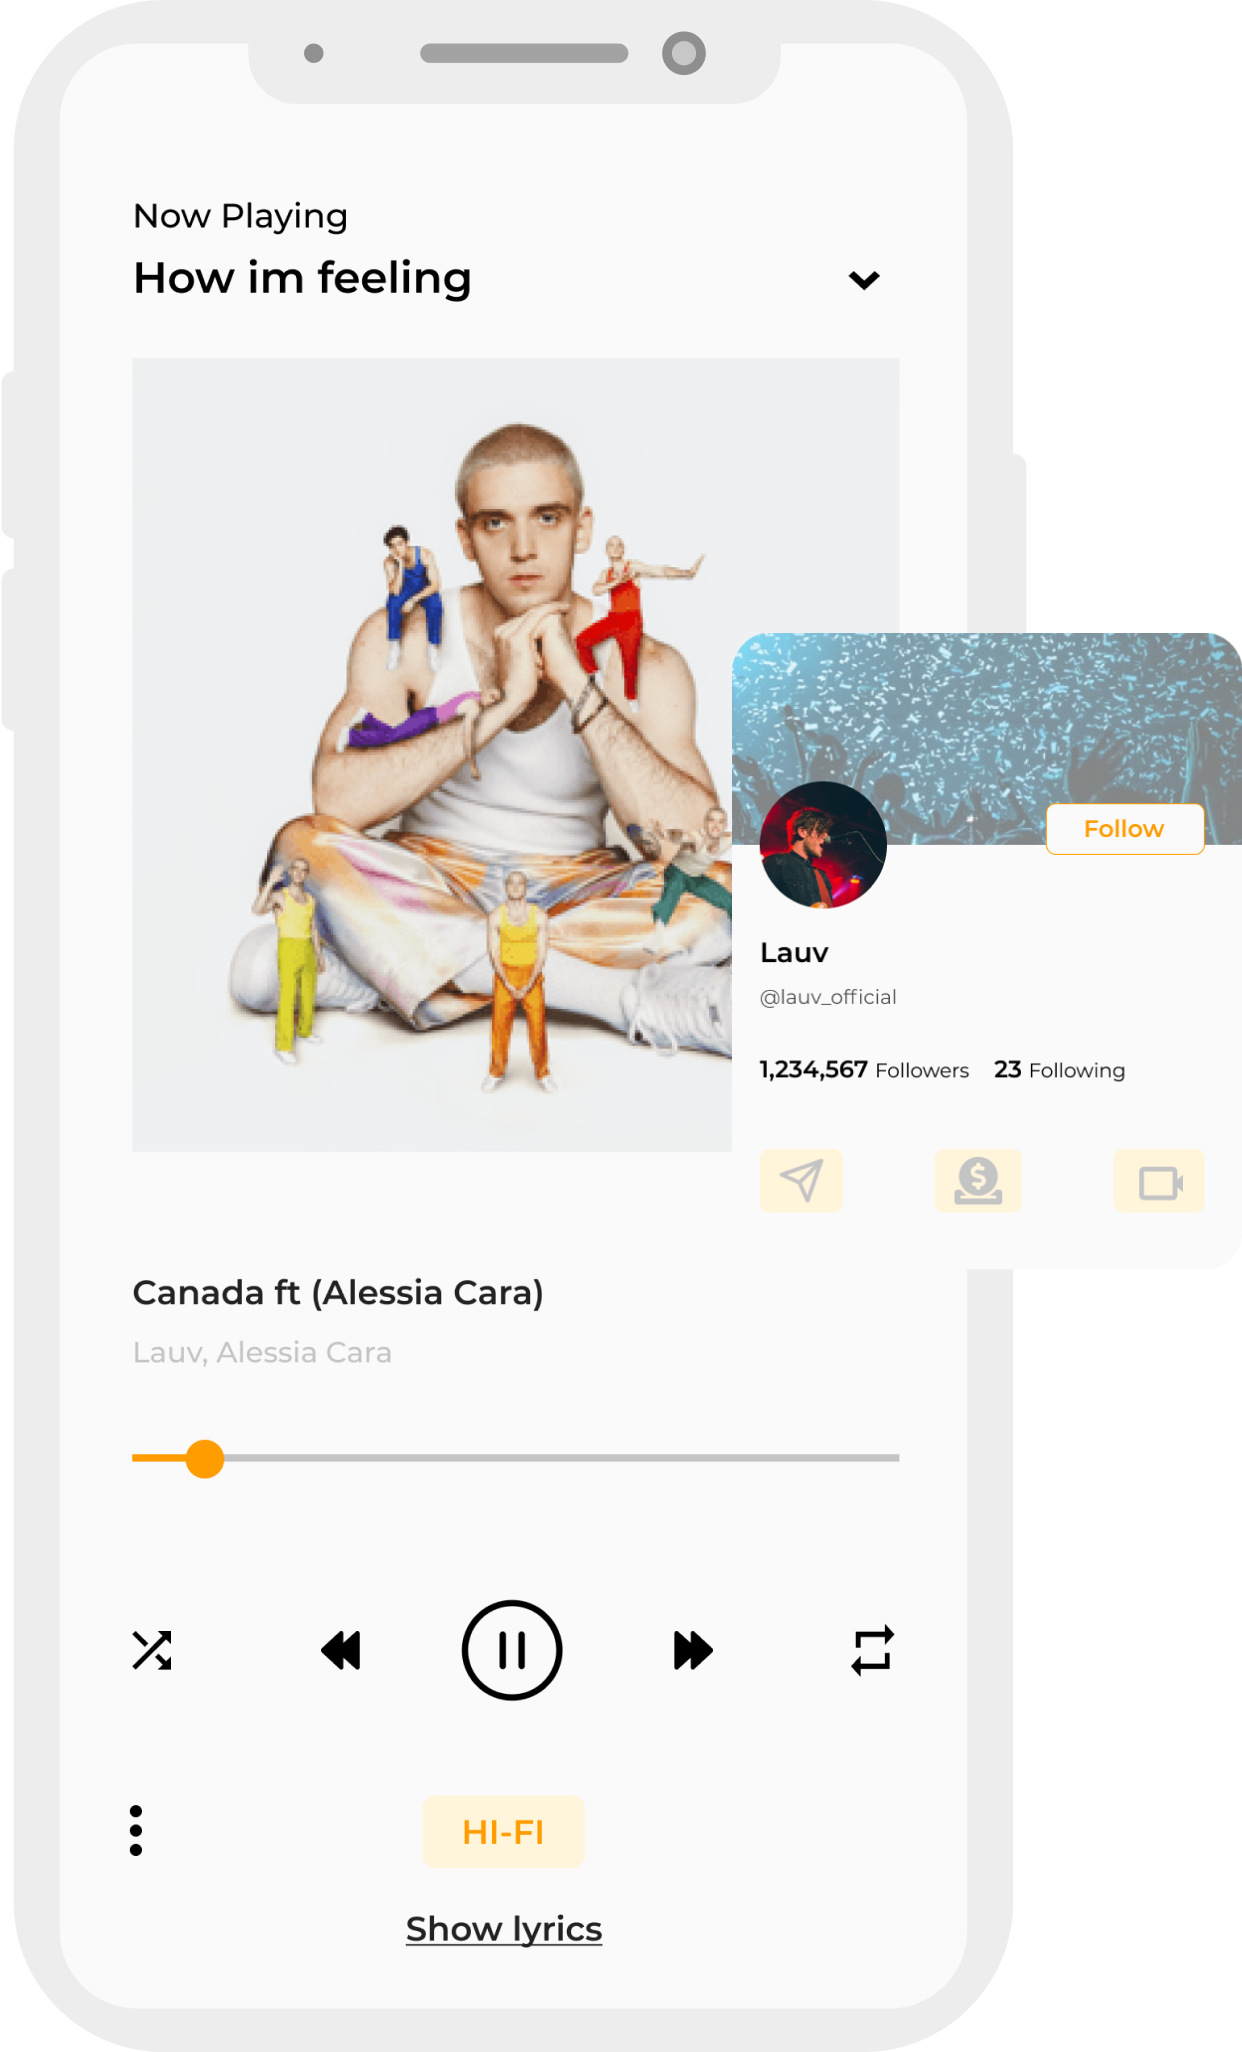 Now Playing
How im feeling
Follow
Lauv
@lauv_official
1,234,567 Followers 23 Following
$
Canada ft (Alessia Cara)
Lauv, Alessia Cara
HI-FI
Show lyrics